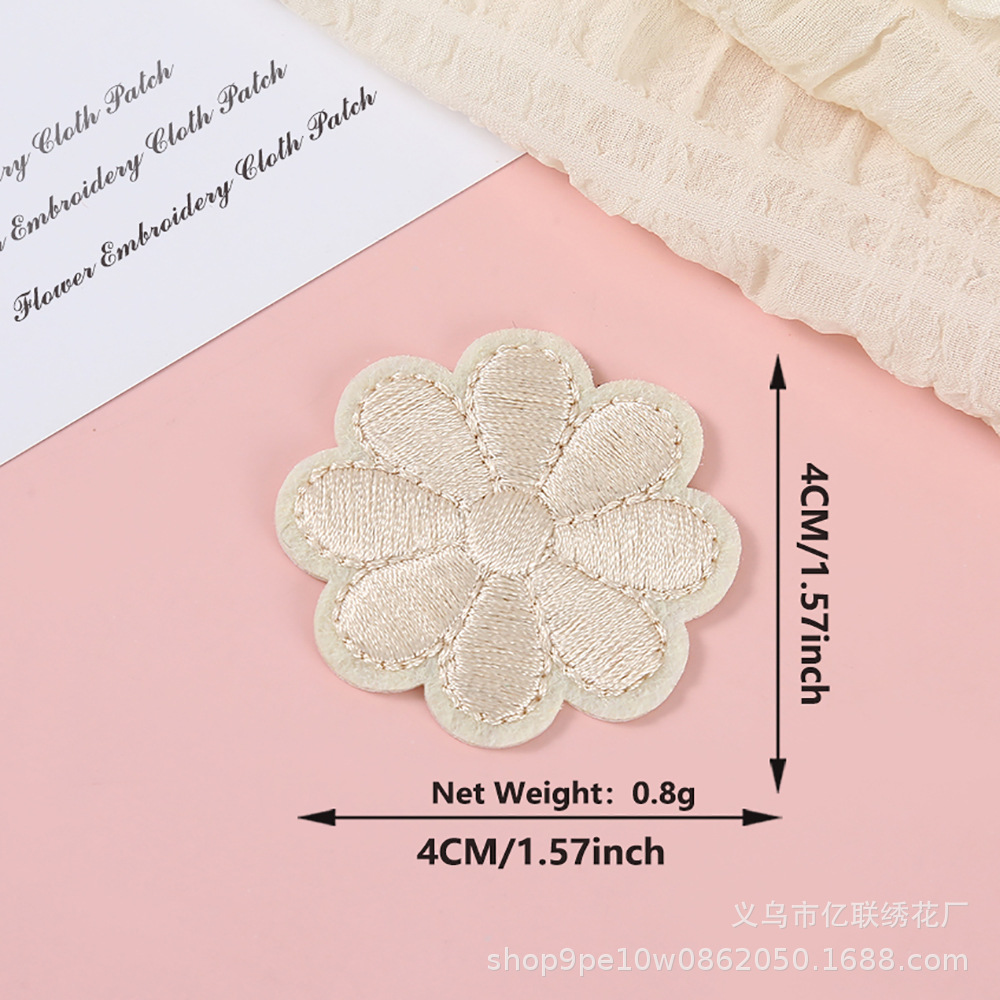 ry Cloth Patch
Embroidery Cloth Patch
Flower Embroidery Cloth Patch
4CM/1.57inch
Net Weight：0.8g
4CM/1.57inch
义乌市亿联绣花厂
shop9pe10w0862050.1688.com